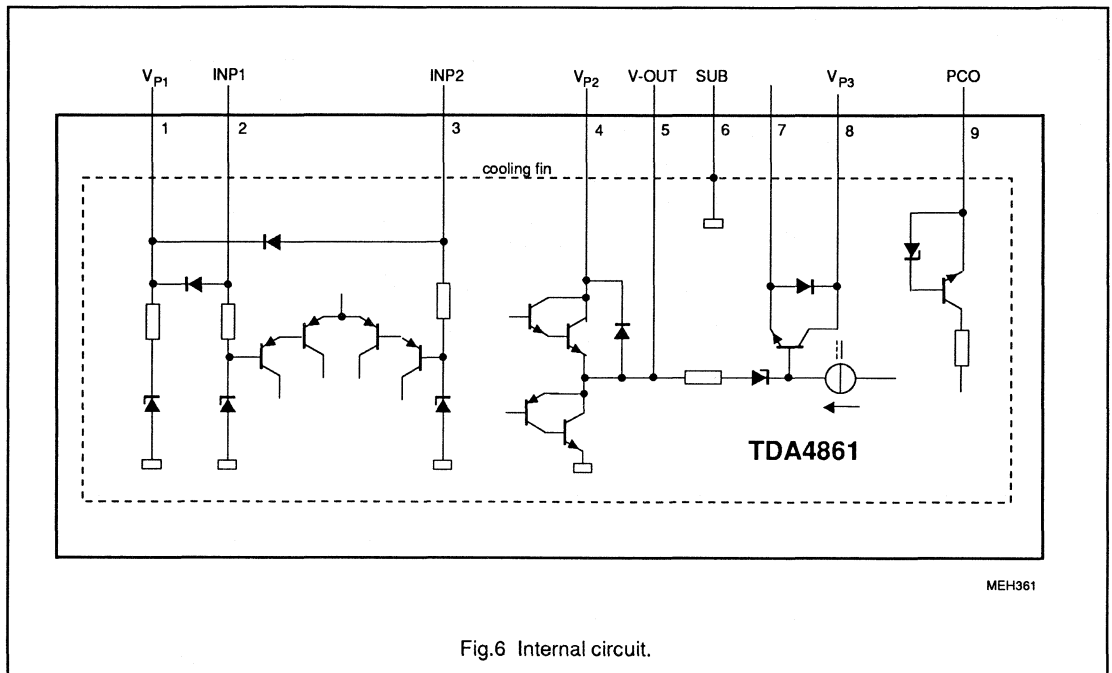 VP1 INP1 INP2 VP2 V-OUT SUB VP3 PCO
1 2 3 4 5 6 7 8 9
cooling fin
TDA4861
MEH361
Fig.6 Internal circuit.